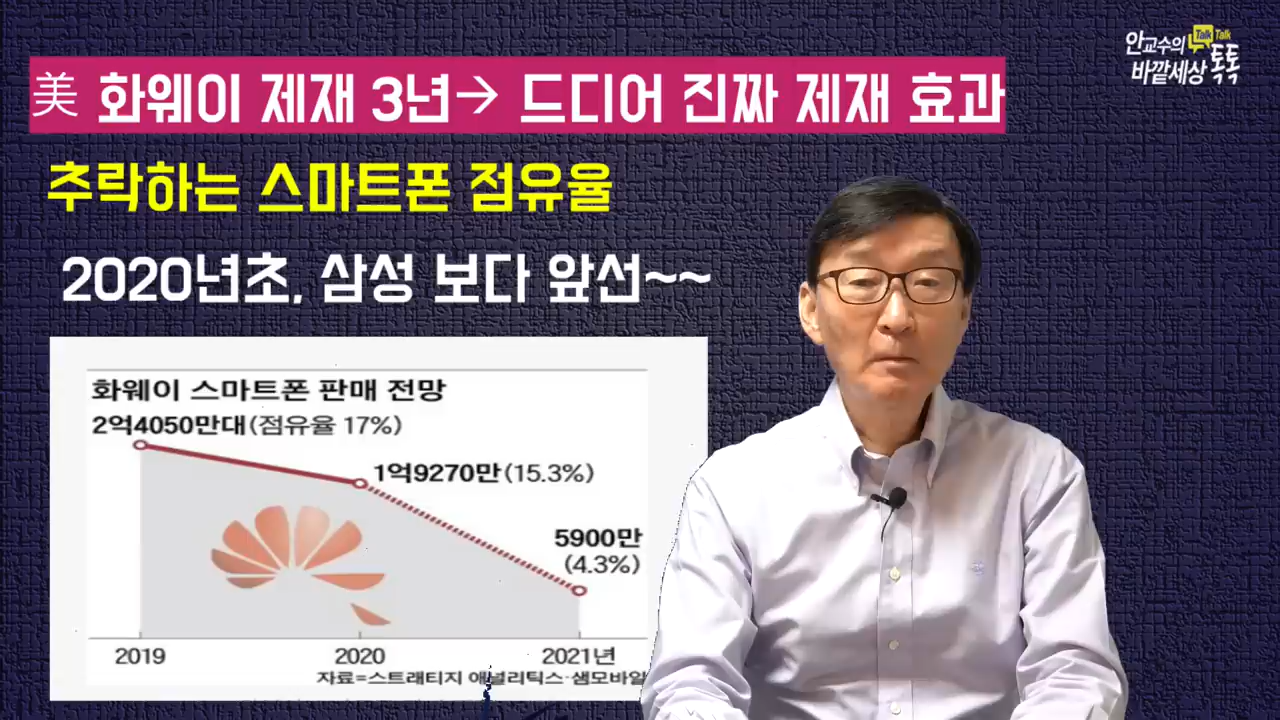 안교수의 Talk Talk
바깥세상 톡톡
美 화웨이 제재 3년→ 드디어 진짜 제재 효과
추락하는 스마트폰 점유율
2020년초, 삼성 보다 앞선~~
화웨이 스마트폰 판매 전망
2억4050만대(점유율 17%)
1억9270만(15.3%)
5900만
(4.3%)
2019 2020 2021년
자료=스트래티지 애널리틱스·샘모바일